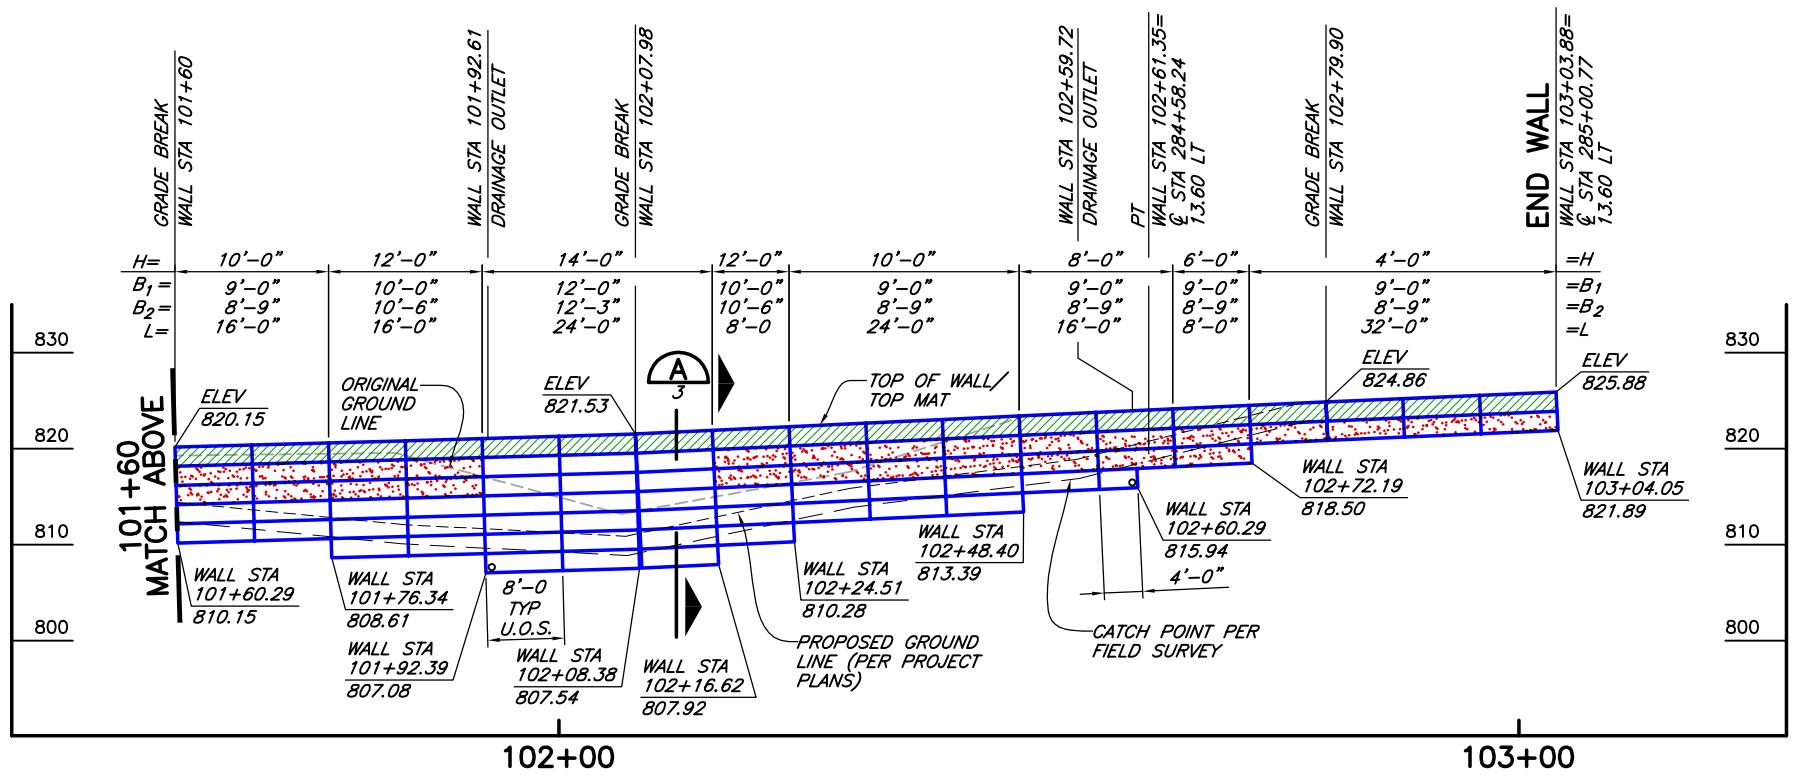 GRADE BREAK
WALL STA 101+60
WALL STA 101+92.61
DRAINAGE OUTLET
GRADE BREAK
WALL STA 102+07.98
WALL STA 102+59.72
DRAINAGE OUTLET
PT
WALL STA 102+61.35=
℄ STA 284+58.24
13.60 LT
GRADE BREAK
WALL STA 102+79.90
END WALL
WALL STA 103+03.88=
℄ STA 285+00.77
13.60 LT
H= 10'-0" 12'-0" 14'-0" 12'-0" 10'-0" 8'-0" 6'-0" 4'-0" =H
B1= 9'-0" 10'-0" 12'-0" 10'-0" 9'-0" 9'-0" 9'-0" 9'-0" =B1
B2= 8'-9" 10'-6" 12'-3" 10'-6" 8'-9" 8'-9" 8'-9" 8'-9" =B2
L= 16'-0" 16'-0" 24'-0" 8'-0 24'-0" 16'-0" 8'-0" 32'-0" =L
830
820
810
800
830
820
810
800
101+60
MATCH ABOVE
ELEV
820.15
ORIGINAL
GROUND
LINE
ELEV
821.53
A
3
TOP OF WALL/
TOP MAT
ELEV
824.86
ELEV
825.88
WALL STA
101+60.29
810.15
WALL STA
101+76.34
808.61
WALL STA
101+92.39
807.08
8'-0
TYP
U.O.S.
WALL STA
102+08.38
807.54
WALL STA
102+16.62
807.92
WALL STA
102+24.51
810.28
PROPOSED GROUND
LINE (PER PROJECT
PLANS)
WALL STA
102+48.40
813.39
CATCH POINT PER
FIELD SURVEY
4'-0"
WALL STA
102+60.29
815.94
WALL STA
102+72.19
818.50
WALL STA
103+04.05
821.89
102+00
103+00